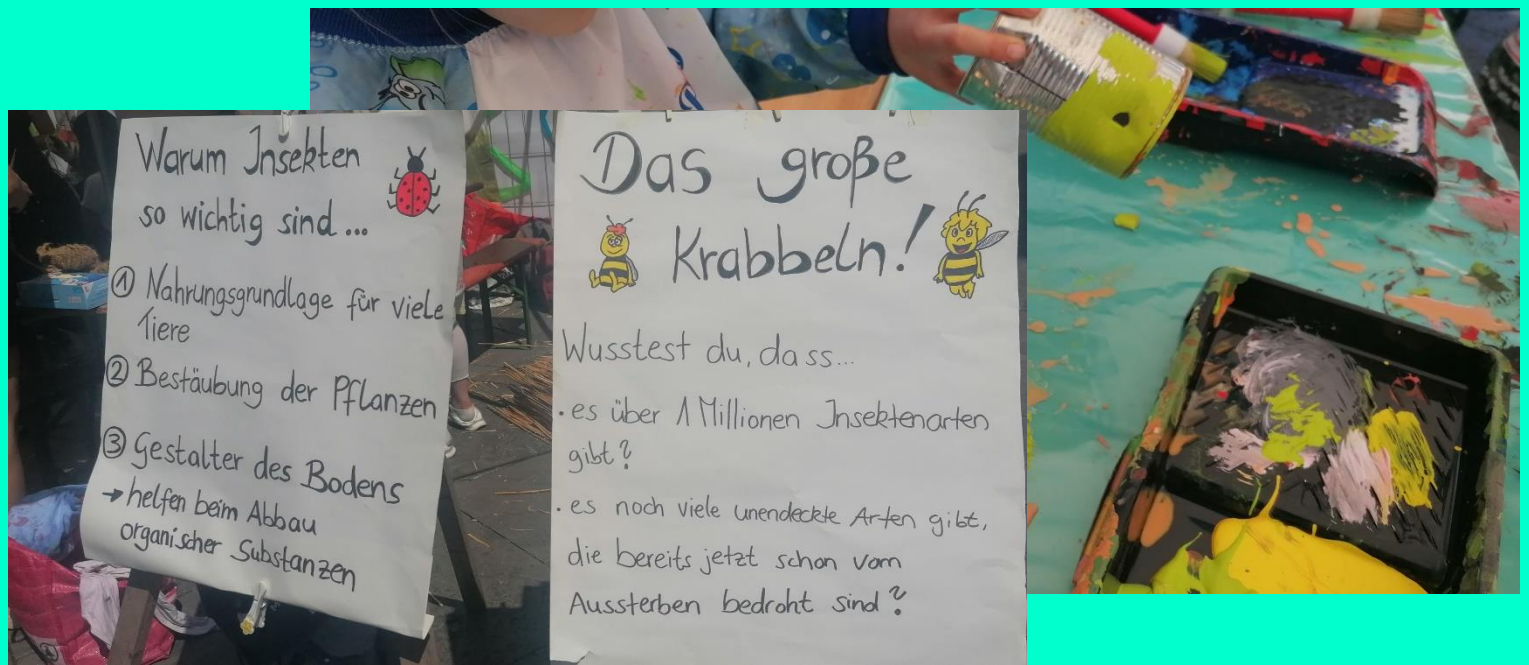 Warum Insekten
so wichtig sind...
① Nahrungsgrundlage für viele
Tiere
② Bestäubung der Pflanzen
③ Gestalter des Bodens
→ helfen beim Abbau
organischer Substanzen
Das große
Krabbeln!
Wusstest du, dass...
· es über 1 Millionen Insektenarten
gibt?
· es noch viele unendeckte Arten gibt,
die bereits jetzt schon vom
Aussterben bedroht sind?